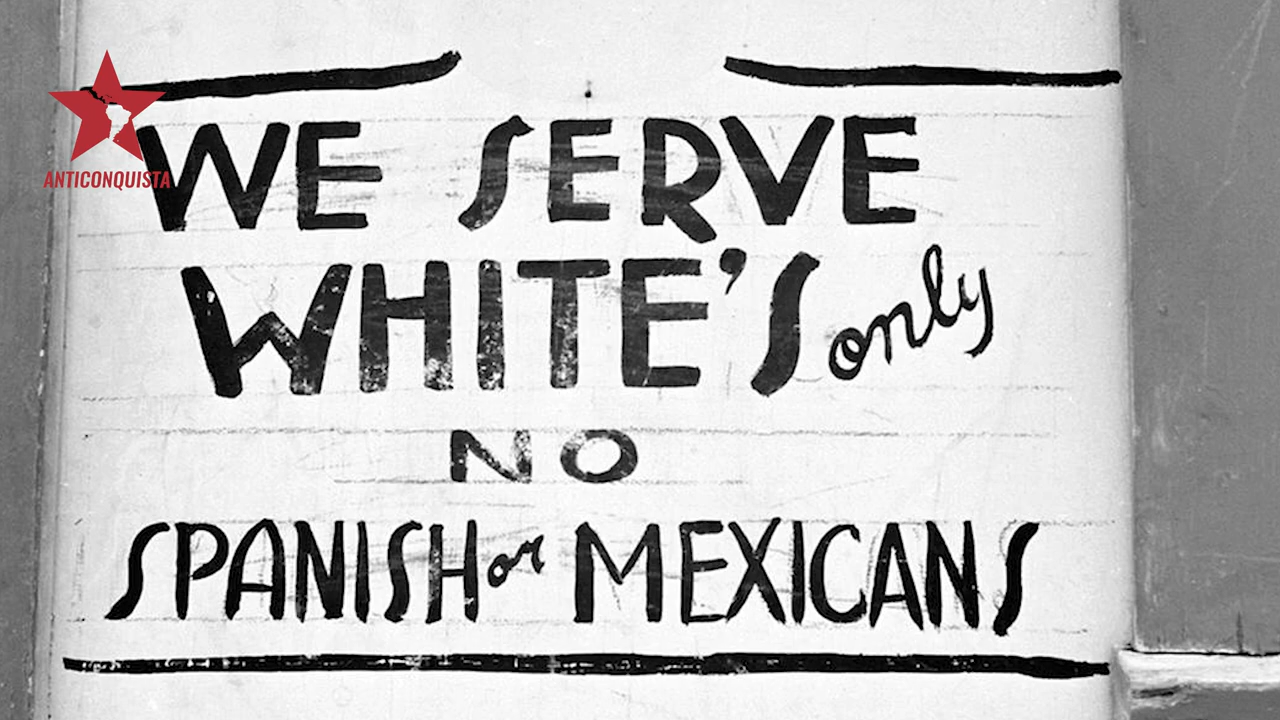 ANTICONQUISTA
WE SERVE
WHITE'S only
NO
SPANISH or MEXICANS